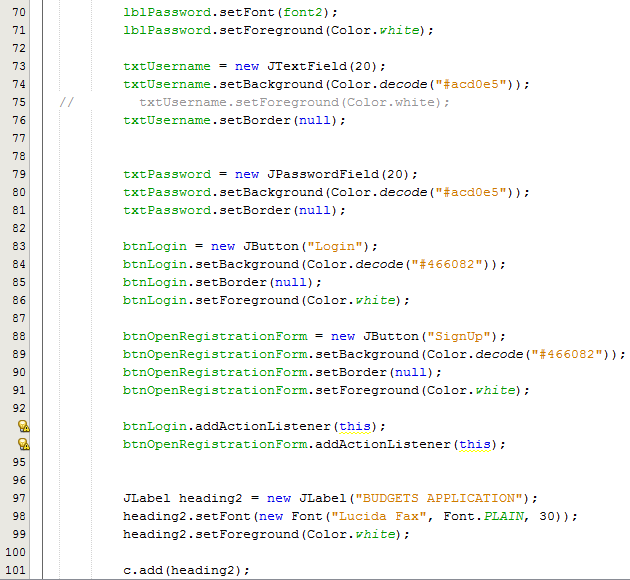 70 lblPassword.setFont(font2);
71 lblPassword.setForeground(Color.white);
72
73 txtUsername = new JTextField(20);
74 txtUsername.setBackground(Color.decode("#acd0e5"));
75 // txtUsername.setForeground(Color.white);
76 txtUsername.setBorder(null);
77
78
79 txtPassword = new JPasswordField(20);
80 txtPassword.setBackground(Color.decode("#acd0e5"));
81 txtPassword.setBorder(null);
82
83 btnLogin = new JButton("Login");
84 btnLogin.setBackground(Color.decode("#466082"));
85 btnLogin.setBorder(null);
86 btnLogin.setForeground(Color.white);
87
88 btnOpenRegistrationForm = new JButton("SignUp");
89 btnOpenRegistrationForm.setBackground(Color.decode("#466082"));
90 btnOpenRegistrationForm.setBorder(null);
91 btnOpenRegistrationForm.setForeground(Color.white);
92
btnLogin.addActionListener(this);
btnOpenRegistrationForm.addActionListener(this);
95
96
97 JLabel heading2 = new JLabel("BUDGETS APPLICATION");
98 heading2.setFont(new Font("Lucida Fax", Font.PLAIN, 30));
99 heading2.setForeground(Color.white);
100
101 c.add(heading2);